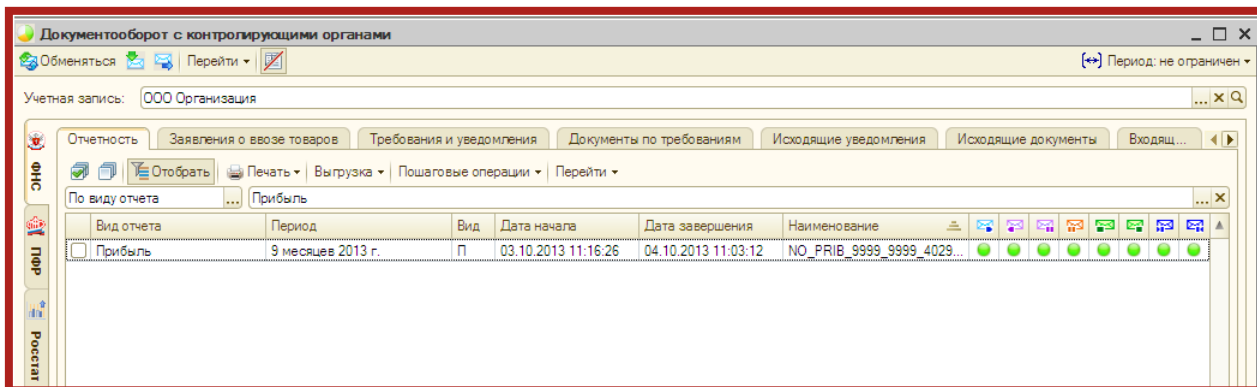 Документооборот с контролирующими органами
Обменяться Перейти Период: не ограничен
Учетная запись: ООО Организация ...
Отчетность Заявления о ввозе товаров Требования и уведомления Документы по требованиям Исходящие уведомления Исходящие документы Входящ...
ФНС
Отобрать Печать Выгрузка Пошаговые операции Перейти
По виду отчета ... Прибыль ...
Вид отчета Период Вид Дата начала Дата завершения Наименование
Прибыль 9 месяцев 2013 г. П 03.10.2013 11:16:26 04.10.2013 11:03:12 NO_PRIB_9999_9999_4029...
ПФР
Росстат